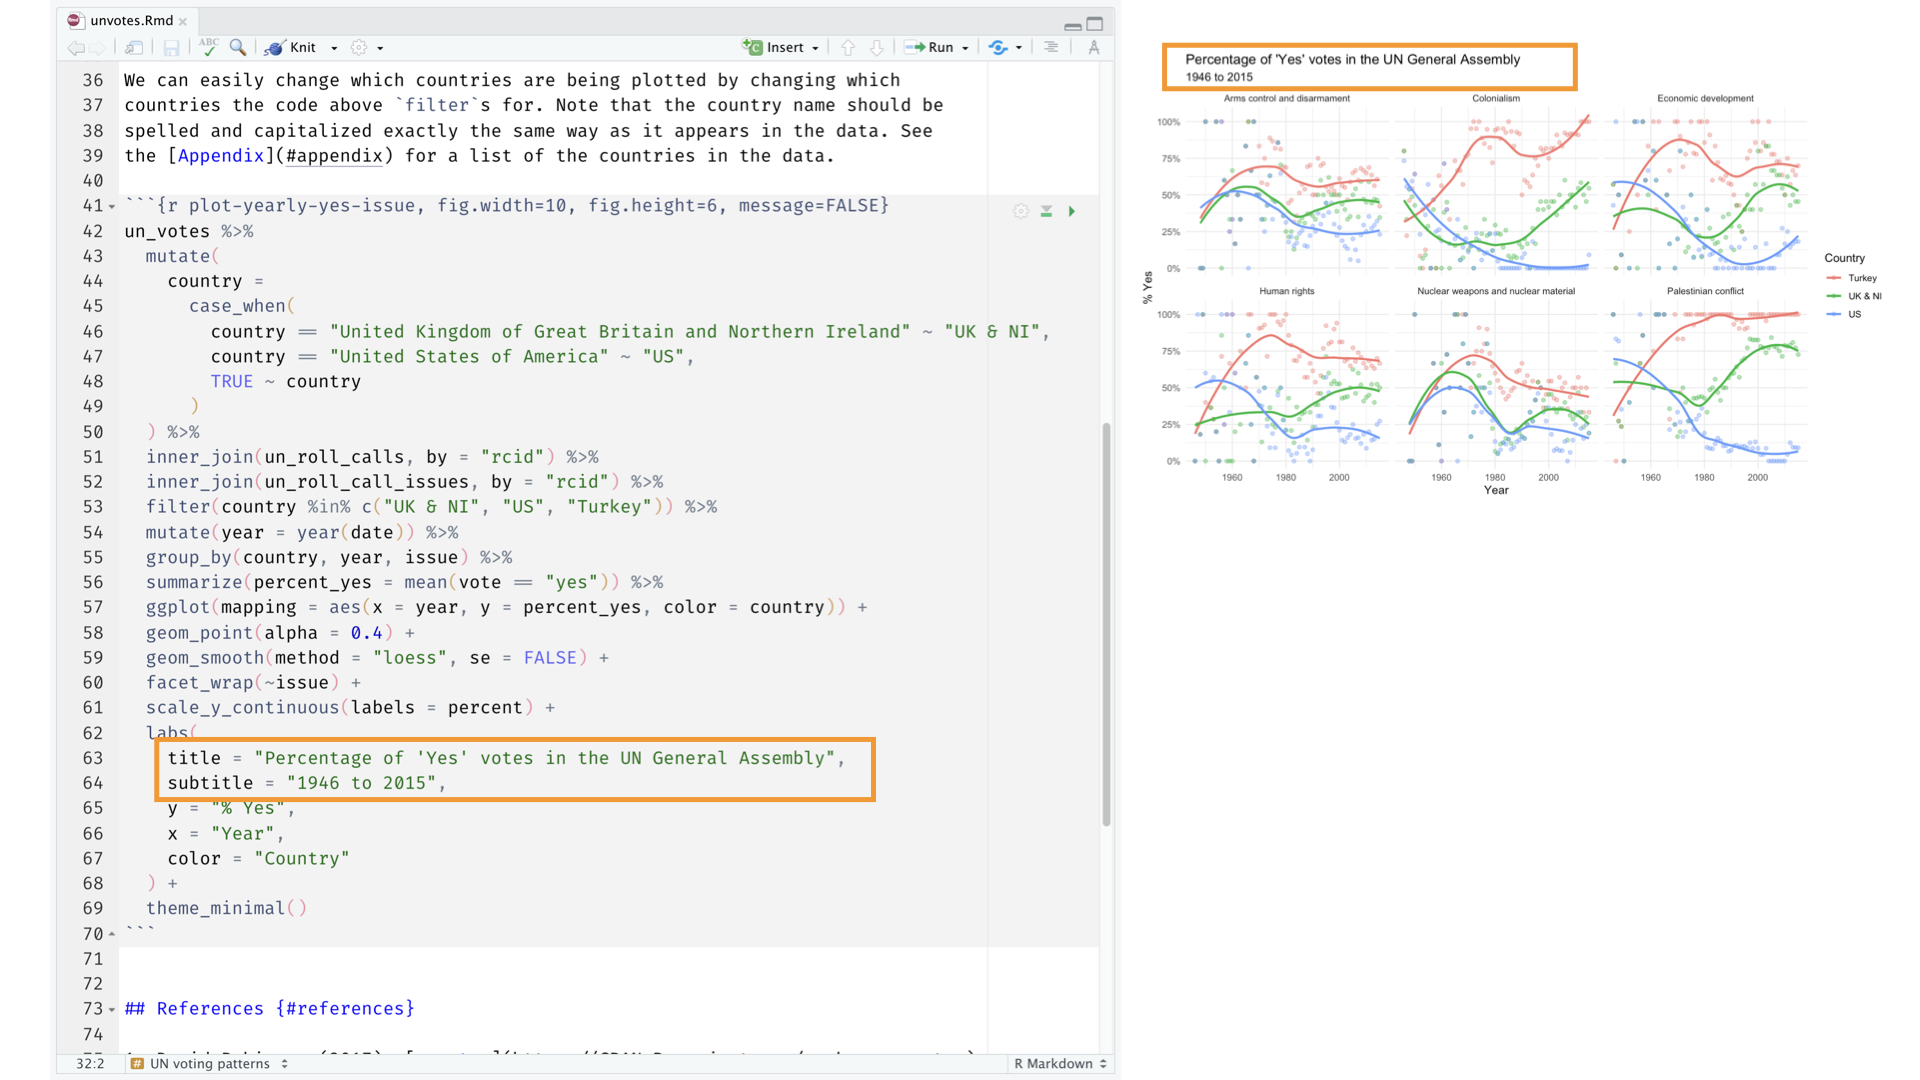 unvotes.Rmd
ABC Knit Insert Run
36 We can easily change which countries are being plotted by changing which
37 countries the code above `filter`s for. Note that the country name should be
38 spelled and capitalized exactly the same way as it appears in the data. See
39 the [Appendix](#appendix) for a list of the countries in the data.
40
41 ```{r plot-yearly-yes-issue, fig.width=10, fig.height=6, message=FALSE}
42 un_votes %>%
43 mutate(
44 country =
45 case_when(
46 country == "United Kingdom of Great Britain and Northern Ireland" ~ "UK & NI",
47 country == "United States of America" ~ "US",
48 TRUE ~ country
49 )
50 ) %>%
51 inner_join(un_roll_calls, by = "rcid") %>%
52 inner_join(un_roll_call_issues, by = "rcid") %>%
53 filter(country %in% c("UK & NI", "US", "Turkey")) %>%
54 mutate(year = year(date)) %>%
55 group_by(country, year, issue) %>%
56 summarize(percent_yes = mean(vote == "yes")) %>%
57 ggplot(mapping = aes(x = year, y = percent_yes, color = country)) +
58 geom_point(alpha = 0.4) +
59 geom_smooth(method = "loess", se = FALSE) +
60 facet_wrap(~issue) +
61 scale_y_continuous(labels = percent) +
62 labs(
63 title = "Percentage of 'Yes' votes in the UN General Assembly",
64 subtitle = "1946 to 2015",
65 y = "% Yes",
66 x = "Year",
67 color = "Country"
68 ) +
69 theme_minimal()
70 ```
71
72
73 ## References {#references}
74
32:2 # UN voting patterns R Markdown
Percentage of 'Yes' votes in the UN General Assembly
1946 to 2015
Arms control and disarmament Colonialism Economic development
100%
75%
50%
25%
0%
Human rights Nuclear weapons and nuclear material Palestinian conflict
100%
75%
50%
25%
0%
1960 1980 2000 1960 1980 2000 1960 1980 2000
Year
% Yes
Country
Turkey
UK & NI
US